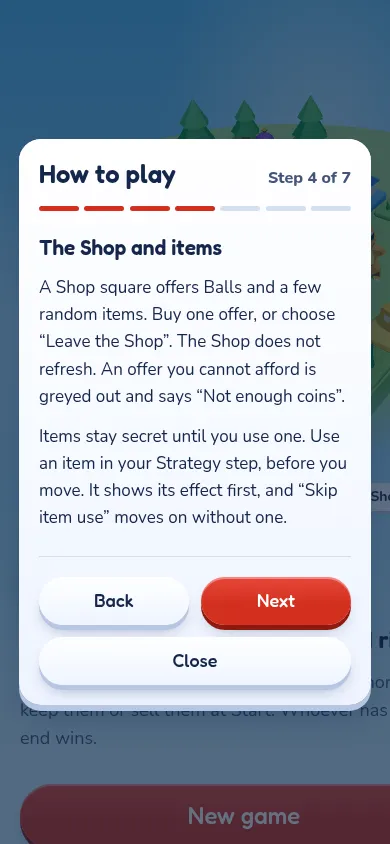 How to play
Step 4 of 7
The Shop and items
A Shop square offers Balls and a few
random items. Buy one offer, or choose
“Leave the Shop”. The Shop does not
refresh. An offer you cannot afford is
greyed out and says “Not enough coins”.
Items stay secret until you use one. Use
an item in your Strategy step, before you
move. It shows its effect first, and “Skip
item use” moves on without one.
Back
Next
Close
keep them or sell them at Start. Whoever has
end wins.
New game